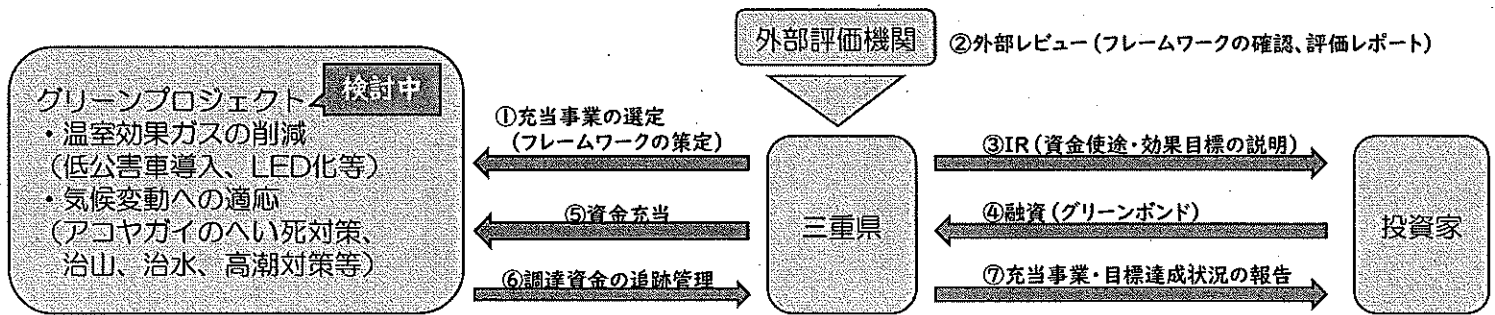 外部評価機関
②外部レビュー(フレームワークの確認、評価レポート)
検討中
グリーンプロジェクト
・温室効果ガスの削減
(低公害車導入、LED化等)
・気候変動への適応
(アコヤガイのへい死対策、
治山、治水、高潮対策等)
①充当事業の選定
(フレームワークの策定)
⑤資金充当
⑥調達資金の追跡管理
三重県
③IR(資金使途・効果目標の説明)
④融資(グリーンボンド)
⑦充当事業・目標達成状況の報告
投資家